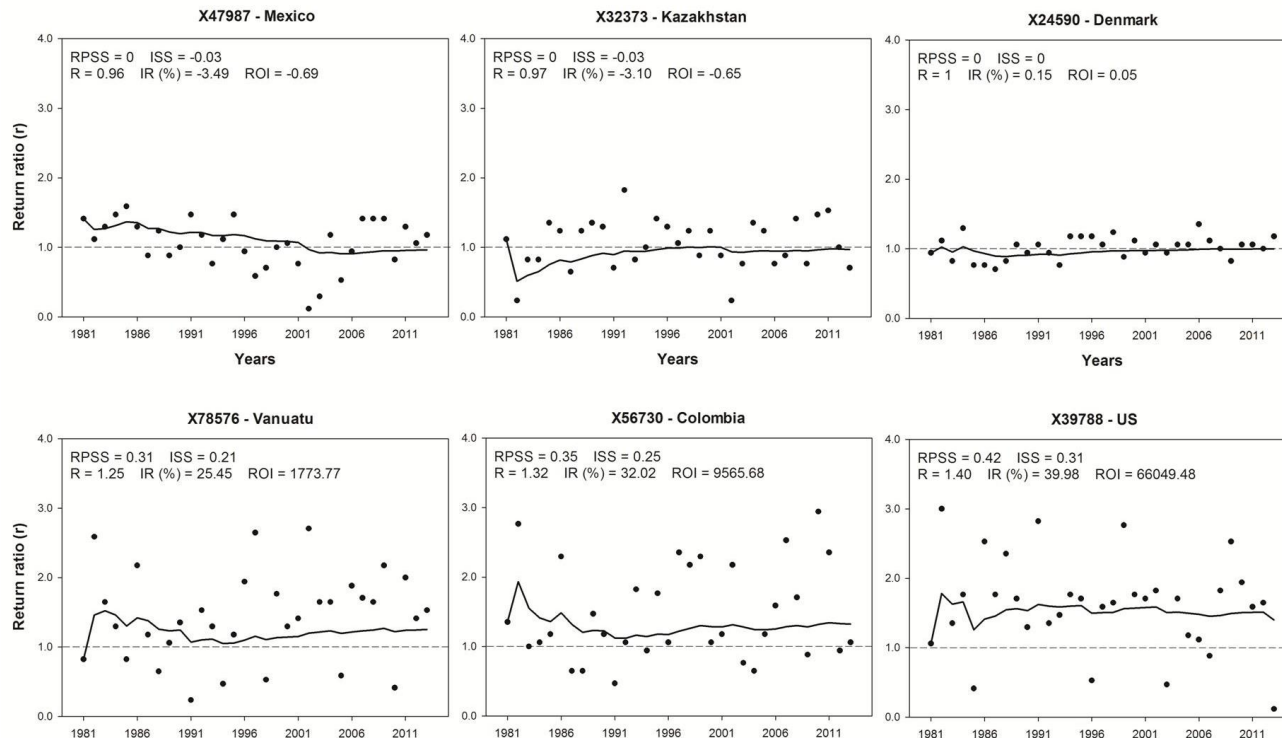 X47987 - Mexico
4.0
3.0
2.0
1.0
0.0
RPSS = 0 ISS = -0.03
R = 0.96 IR (%) = -3.49 ROI = -0.69
1981 1986 1991 1996 2001 2006 2011
Years
Return ratio (r)
X32373 - Kazakhstan
4.0
3.0
2.0
1.0
0.0
RPSS = 0 ISS = -0.03
R = 0.97 IR (%) = -3.10 ROI = -0.65
1981 1986 1991 1996 2001 2006 2011
Years
X24590 - Denmark
4.0
3.0
2.0
1.0
0.0
RPSS = 0 ISS = 0
R = 1 IR (%) = 0.15 ROI = 0.05
1981 1986 1991 1996 2001 2006 2011
Years
X78576 - Vanuatu
4.0
3.0
2.0
1.0
0.0
RPSS = 0.31 ISS = 0.21
R = 1.25 IR (%) = 25.45 ROI = 1773.77
1981 1986 1991 1996 2001 2006 2011
Return ratio (r)
X56730 - Colombia
4.0
3.0
2.0
1.0
0.0
RPSS = 0.35 ISS = 0.25
R = 1.32 IR (%) = 32.02 ROI = 9565.68
1981 1986 1991 1996 2001 2006 2011
X39788 - US
4.0
3.0
2.0
1.0
0.0
RPSS = 0.42 ISS = 0.31
R = 1.40 IR (%) = 39.98 ROI = 66049.48
1981 1986 1991 1996 2001 2006 2011